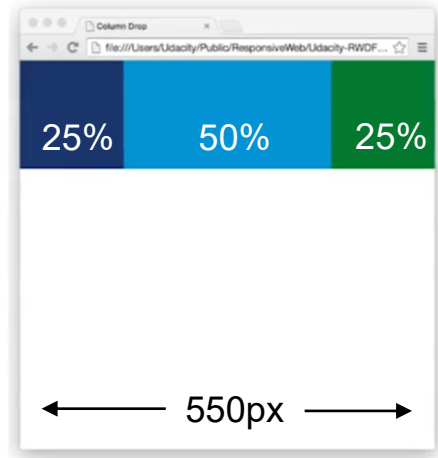 Column Drop
file:///Users/Udacity/Public/ResponsiveWeb/Udacity-RWDF...
25% 50% 25%
550px